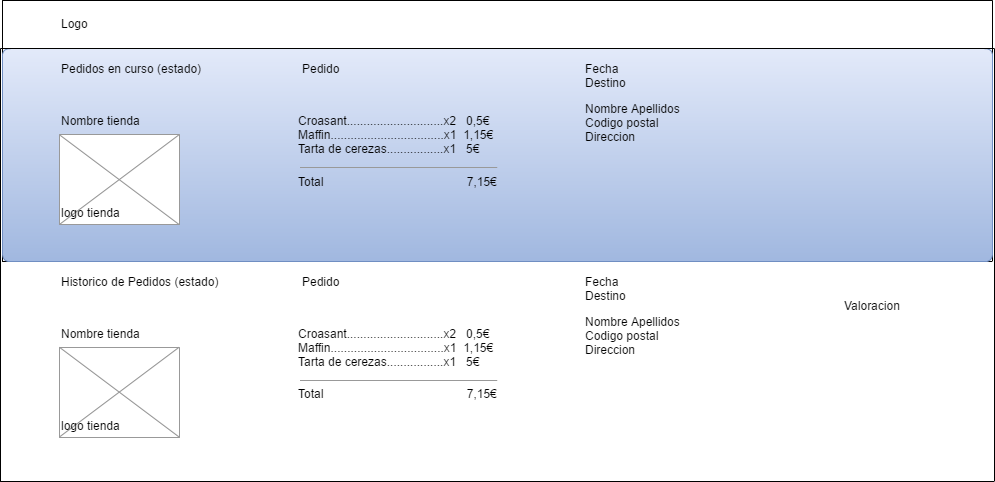 Logo
Pedidos en curso (estado)
Pedido
Fecha
Destino
Nombre Apellidos
Codigo postal
Direccion
Nombre tienda
logo tienda
Croasant.............................x2 0,5€
Maffin..................................x1 1,15€
Tarta de cerezas.................x1 5€
Total 7,15€
Historico de Pedidos (estado)
Pedido
Fecha
Destino
Nombre Apellidos
Codigo postal
Direccion
Valoracion
Nombre tienda
logo tienda
Croasant.............................x2 0,5€
Maffin..................................x1 1,15€
Tarta de cerezas.................x1 5€
Total 7,15€